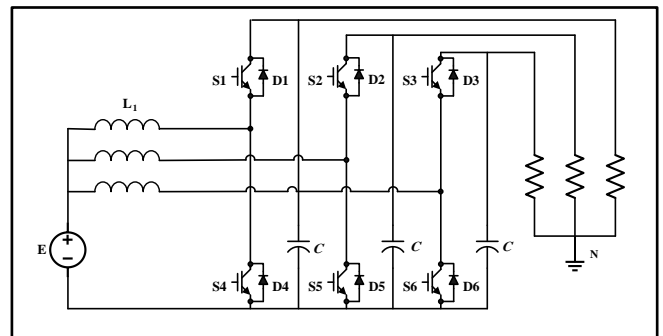 S1 D1 S2 D2 S3 D3
L1
C C C
E N
S4 D4 S5 D5 S6 D6